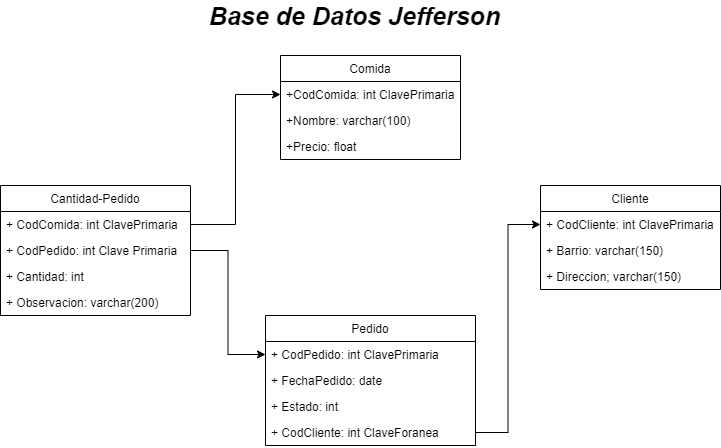 Base de Datos Jefferson
Comida
+CodComida: int ClavePrimaria
+Nombre: varchar(100)
+Precio: float
Cantidad-Pedido
+ CodComida: int ClavePrimaria
+ CodPedido: int Clave Primaria
+ Cantidad: int
+ Observacion: varchar(200)
Cliente
+ CodCliente: int ClavePrimaria
+ Barrio: varchar(150)
+ Direccion; varchar(150)
Pedido
+ CodPedido: int ClavePrimaria
+ FechaPedido: date
+ Estado: int
+ CodCliente: int ClaveForanea